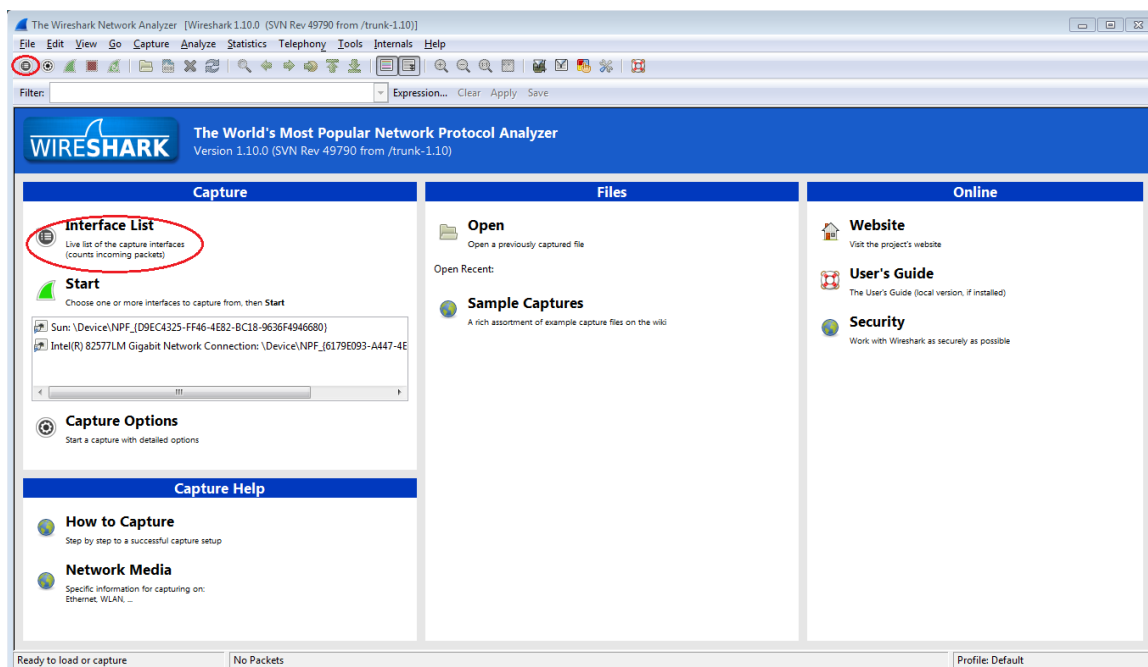 The Wireshark Network Analyzer [Wireshark 1.10.0 (SVN Rev 49790 from /trunk-1.10)]
File Edit View Go Capture Analyze Statistics Telephony Tools Internals Help
Filter: Expression... Clear Apply Save
WIRESHARK
The World's Most Popular Network Protocol Analyzer
Version 1.10.0 (SVN Rev 49790 from /trunk-1.10)
Capture
Interface List
Live list of the capture interfaces
(counts incoming packets)
Start
Choose one or more interfaces to capture from, then Start
Sun: \Device\NPF_{D9EC4325-FF46-4E82-BC18-9636F4946680}
Intel(R) 82577LM Gigabit Network Connection: \Device\NPF_{6179E093-A447-4E
Capture Options
Start a capture with detailed options
Capture Help
How to Capture
Step by step to a successful capture setup
Network Media
Specific information for capturing on:
Ethernet, WLAN, ...
Files
Open
Open a previously captured file
Open Recent:
Sample Captures
A rich assortment of example capture files on the wiki
Online
Website
Visit the project's website
User's Guide
The User's Guide (local version, if installed)
Security
Work with Wireshark as securely as possible
Ready to load or capture
No Packets
Profile: Default